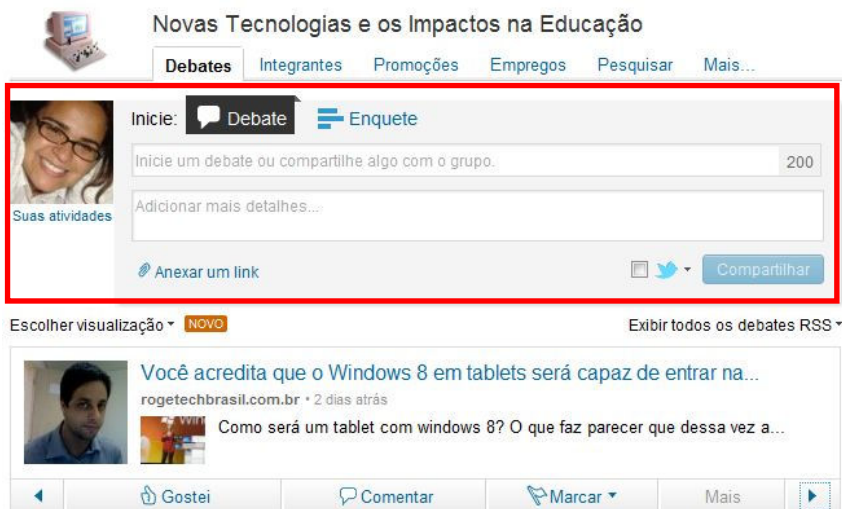 Novas Tecnologias e os Impactos na Educação
Debates Integrantes Promoções Empregos Pesquisar Mais...
Inicie: Debate Enquete
Inicie um debate ou compartilhe algo com o grupo. 200
Adicionar mais detalhes...
Suas atividades
Anexar um link Compartilhar
Escolher visualização NOVO Exibir todos os debates RSS
Você acredita que o Windows 8 em tablets será capaz de entrar na...
rogetechbrasil.com.br • 2 dias atrás
Como será um tablet com windows 8? O que faz parecer que dessa vez a...
Gostei Comentar Marcar Mais